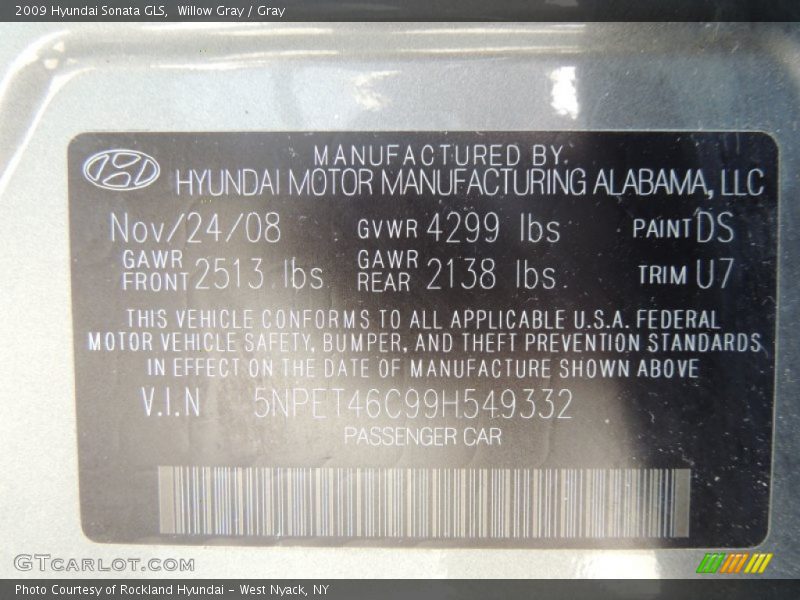 2009 Hyundai Sonata GLS, Willow Gray / Gray
MANUFACTURED BY.
HYUNDAI MOTOR MANUFACTURING ALABAMA, LLC
Nov/24/08 GVWR 4299 lbs PAINT DS
GAWR FRONT 2513 lbs GAWR REAR 2138 lbs. TRIM U7
THIS VEHICLE CONFORMS TO ALL APPLICABLE U.S.A. FEDERAL
MOTOR VEHICLE SAFETY, BUMPER, AND THEFT PREVENTION STANDARDS
IN EFFECT ON THE DATE OF MANUFACTURE SHOWN ABOVE
V.I.N 5NPET46C99H549332
PASSENGER CAR
GTCARLOT.COM
Photo Courtesy of Rockland Hyundai - West Nyack, NY